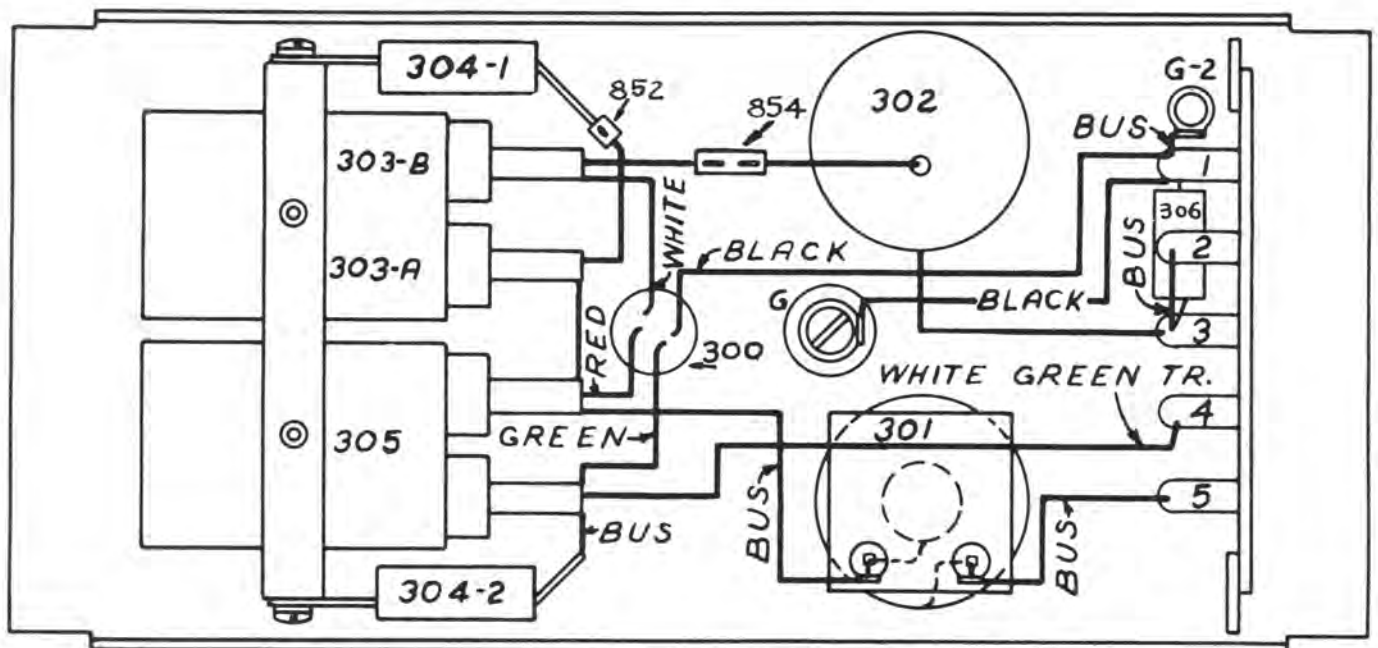 304-1
852
854
302
G-2
BUS
303-B
1
306
WHITE
2
BLACK
BUS
303-A
G
BLACK
3
RED
300
WHITE GREEN TR.
4
305
GREEN
301
5
BUS
BUS
BUS
304-2